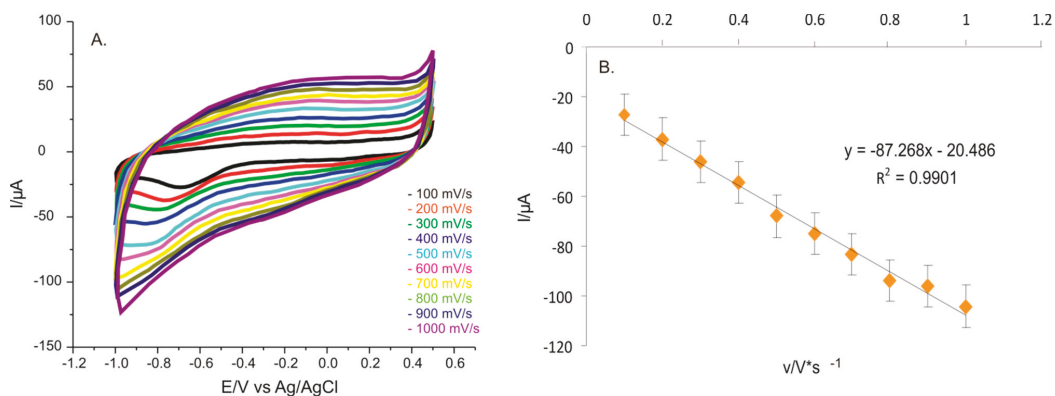 A.
I/µA
100
50
0
-50
-100
-150
-1.2 -1.0 -0.8 -0.6 -0.4 -0.2 0.0 0.2 0.4 0.6
E/V vs Ag/AgCl
- 100 mV/s
- 200 mV/s
- 300 mV/s
- 400 mV/s
- 500 mV/s
- 600 mV/s
- 700 mV/s
- 800 mV/s
- 900 mV/s
- 1000 mV/s
0 0.2 0.4 0.6 0.8 1 1.2
B.
I/µA
0
-20
-40
-60
-80
-100
-120
y = -87.268x - 20.486
R² = 0.9901
v/V*s ⁻¹